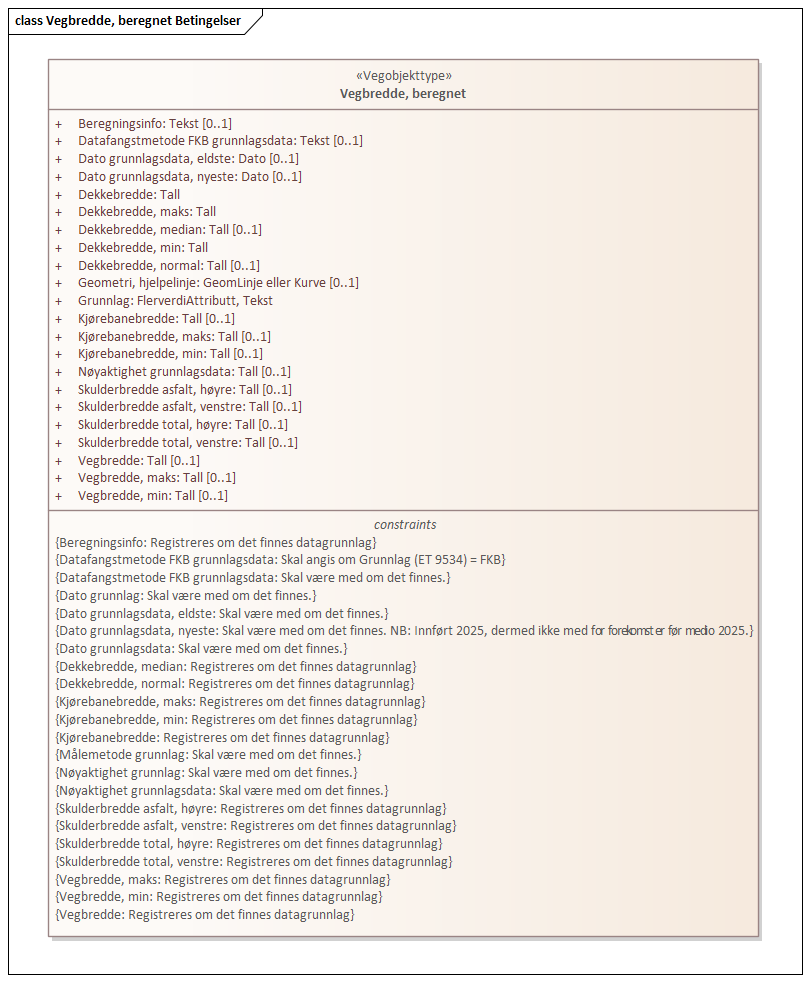 class Vegbredde, beregnet Betingelser
«Vegobjekttype»
Vegbredde, beregnet
+ Beregningsinfo: Tekst [0..1]
+ Datafangstmetode FKB grunnlagsdata: Tekst [0..1]
+ Dato grunnlagsdata, eldste: Dato [0..1]
+ Dato grunnlagsdata, nyeste: Dato [0..1]
+ Dekkebredde: Tall
+ Dekkebredde, maks: Tall
+ Dekkebredde, median: Tall [0..1]
+ Dekkebredde, min: Tall
+ Dekkebredde, normal: Tall [0..1]
+ Geometri, hjelpelinje: GeomLinje eller Kurve [0..1]
+ Grunnlag: FlerverdiAttributt, Tekst
+ Kjørebanebredde: Tall [0..1]
+ Kjørebanebredde, maks: Tall [0..1]
+ Kjørebanebredde, min: Tall [0..1]
+ Nøyaktighet grunnlagsdata: Tall [0..1]
+ Skulderbredde asfalt, høyre: Tall [0..1]
+ Skulderbredde asfalt, venstre: Tall [0..1]
+ Skulderbredde total, høyre: Tall [0..1]
+ Skulderbredde total, venstre: Tall [0..1]
+ Vegbredde: Tall [0..1]
+ Vegbredde, maks: Tall [0..1]
+ Vegbredde, min: Tall [0..1]
constraints
{Beregningsinfo: Registreres om det finnes datagrunnlag}
{Datafangstmetode FKB grunnlagsdata: Skal angis om Grunnlag (ET 9534) = FKB}
{Datafangstmetode FKB grunnlagsdata: Skal være med om det finnes.}
{Dato grunnlag: Skal være med om det finnes.}
{Dato grunnlagsdata, eldste: Skal være med om det finnes.}
{Dato grunnlagsdata, nyeste: Skal være med om det finnes. NB: Innført 2025, dermed ikke med for forekomster før medio 2025.}
{Dato grunnlagsdata: Skal være med om det finnes.}
{Dekkebredde, median: Registreres om det finnes datagrunnlag}
{Dekkebredde, normal: Registreres om det finnes datagrunnlag}
{Kjørebanebredde, maks: Registreres om det finnes datagrunnlag}
{Kjørebanebredde, min: Registreres om det finnes datagrunnlag}
{Kjørebanebredde: Registreres om det finnes datagrunnlag}
{Målemetode grunnlag: Skal være med om det finnes.}
{Nøyaktighet grunnlag: Skal være med om det finnes.}
{Nøyaktighet grunnlagsdata: Skal være med om det finnes.}
{Skulderbredde asfalt, høyre: Registreres om det finnes datagrunnlag}
{Skulderbredde asfalt, venstre: Registreres om det finnes datagrunnlag}
{Skulderbredde total, høyre: Registreres om det finnes datagrunnlag}
{Skulderbredde total, venstre: Registreres om det finnes datagrunnlag}
{Vegbredde, maks: Registreres om det finnes datagrunnlag}
{Vegbredde, min: Registreres om det finnes datagrunnlag}
{Vegbredde: Registreres om det finnes datagrunnlag}